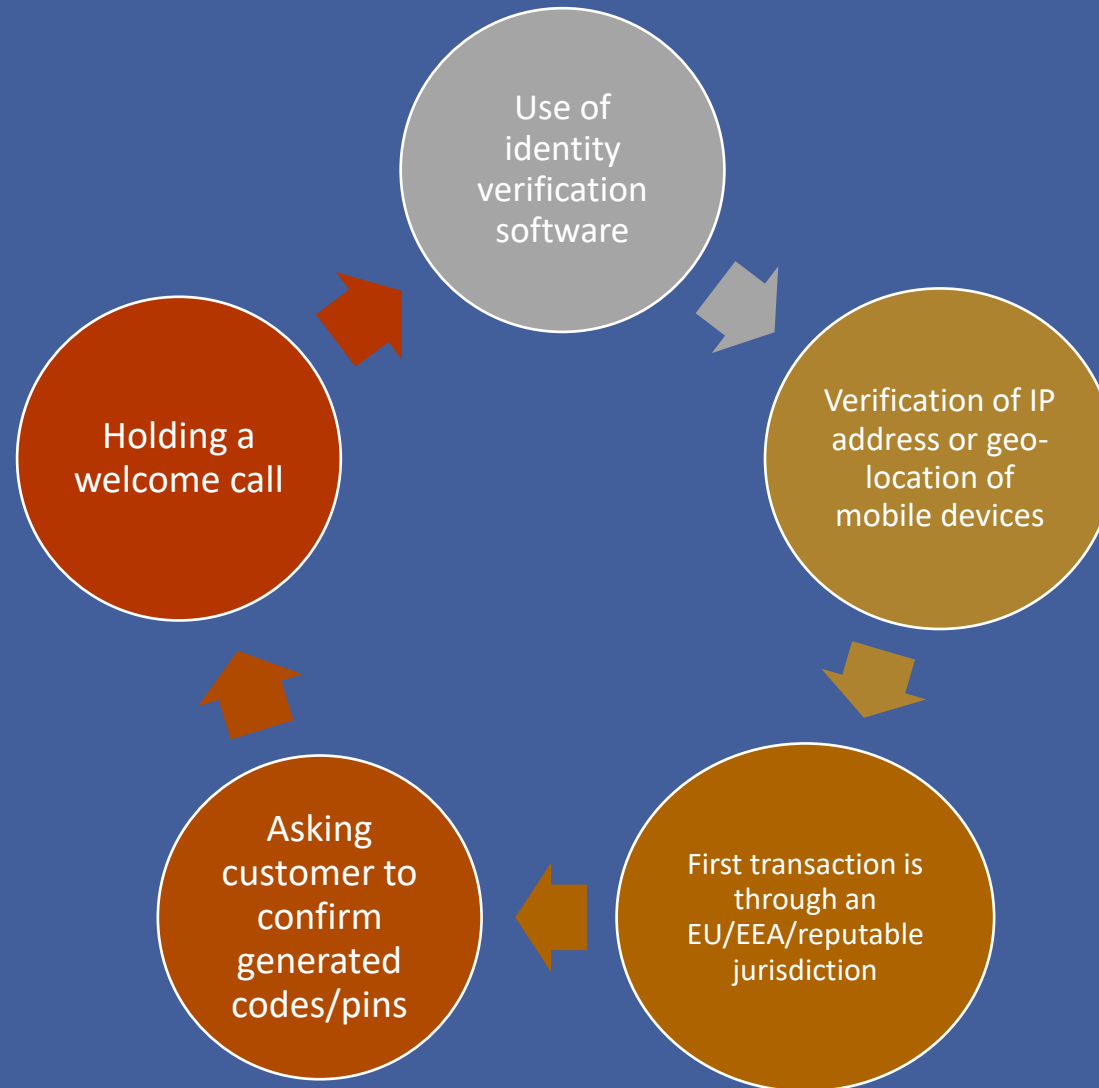 Use of
identity
verification
software
Verification of IP
address or geo-
location of
mobile devices
First transaction is
through an
EU/EEA/reputable
jurisdiction
Asking
customer to
confirm
generated
codes/pins
Holding a
welcome call